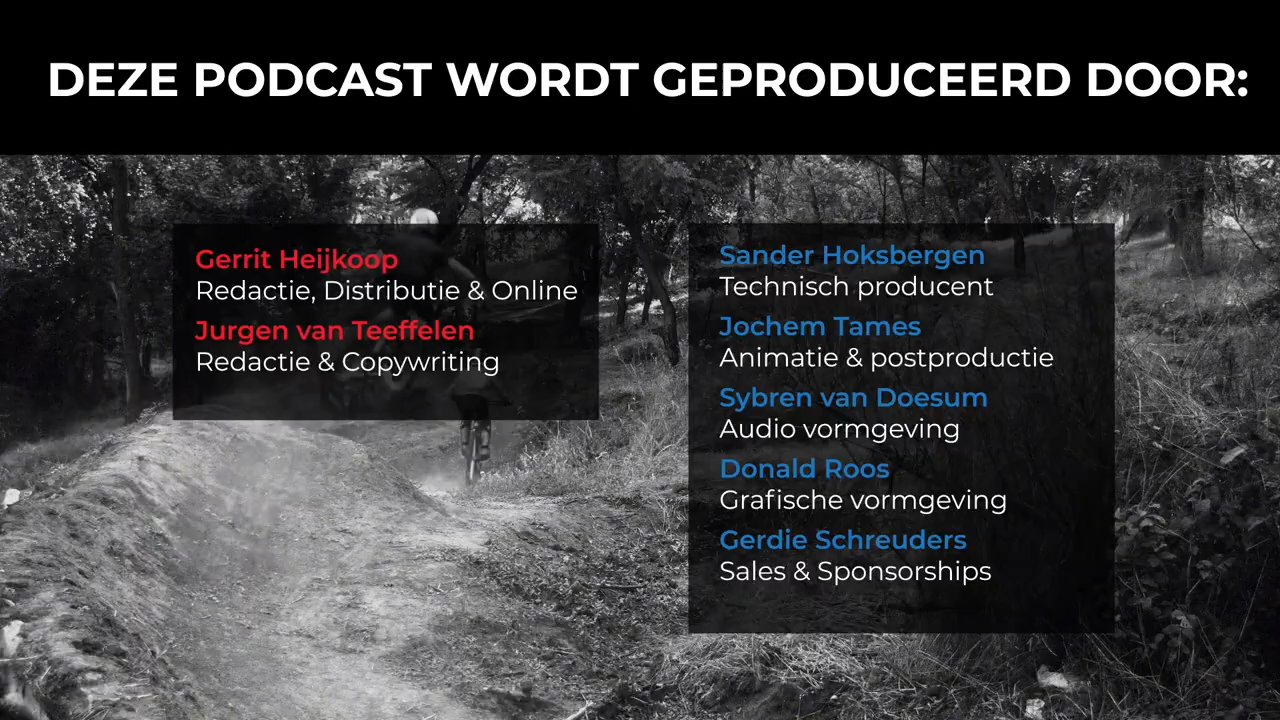 DEZE PODCAST WORDT GEPRODUCEERD DOOR:
Gerrit Heijkoop
Redactie, Distributie & Online
Jurgen van Teeffelen
Redactie & Copywriting
Sander Hoksbergen
Technisch producent
Jochem Tames
Animatie & postproductie
Sybren van Doesum
Audio vormgeving
Donald Roos
Grafische vormgeving
Gerdie Schreuders
Sales & Sponsorships